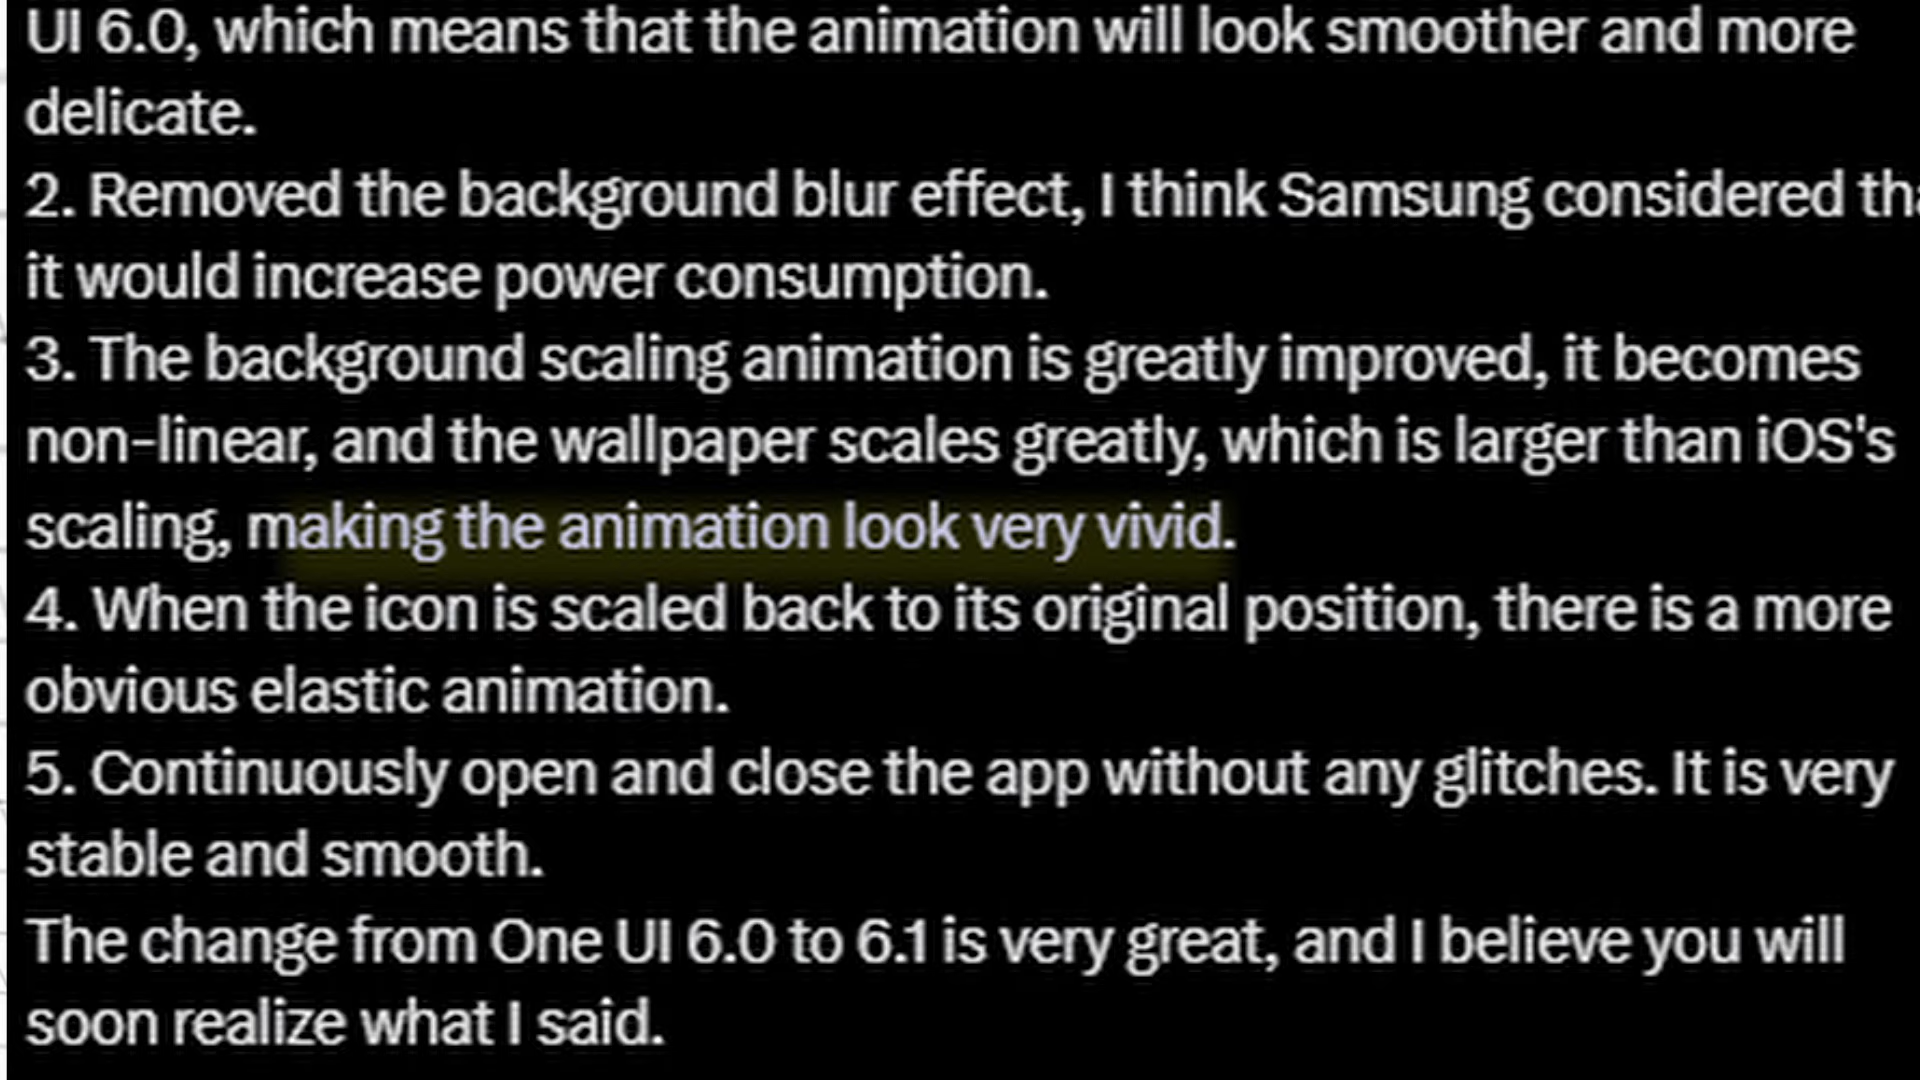 UI 6.0, which means that the animation will look smoother and more
delicate.
2. Removed the background blur effect, I think Samsung considered
it would increase power consumption.
3. The background scaling animation is greatly improved, it becomes
non-linear, and the wallpaper scales greatly, which is larger than iOS's
scaling, making the animation look very vivid.
4. When the icon is scaled back to its original position, there is a more
obvious elastic animation.
5. Continuously open and close the app without any glitches. It is very
stable and smooth.
The change from One UI 6.0 to 6.1 is very great, and I believe you will
soon realize what I said.